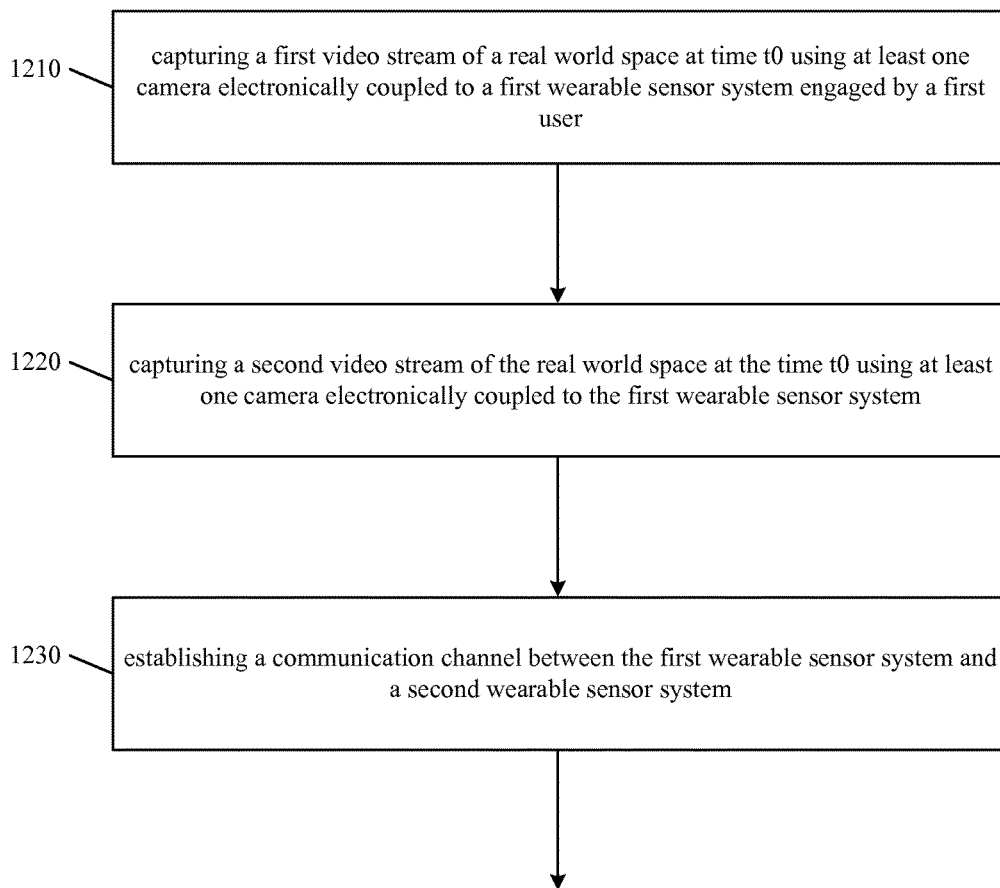 1210
capturing a first video stream of a real world space at time t0 using at least one
camera electronically coupled to a first wearable sensor system engaged by a first
user
1220
capturing a second video stream of the real world space at the time t0 using at least
one camera electronically coupled to the first wearable sensor system
1230
establishing a communication channel between the first wearable sensor system and
a second wearable sensor system